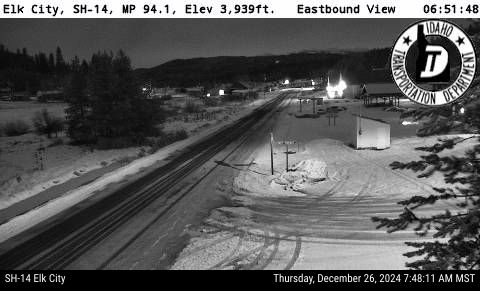 Elk City, SH-14, MP 94.1, Elev 3,939ft. Eastbound View 06:51:48
IDAHO
TRANSPORTATION DEPARTMENT
SH-14 Elk City Thursday, December 26, 2024 7:48:11 AM MST